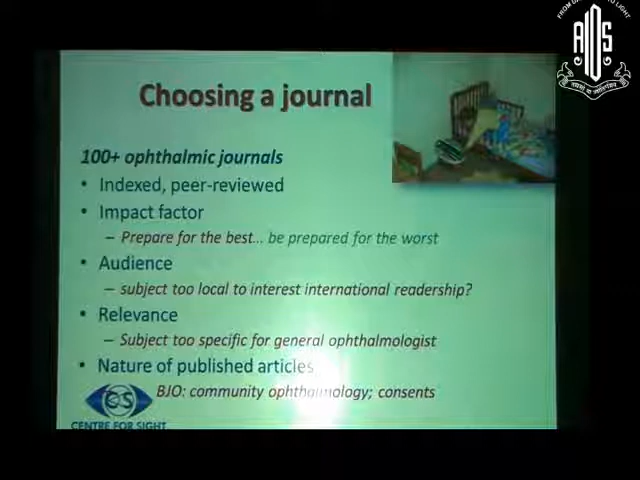 AIOS
Choosing a journal
100+ ophthalmic journals
• Indexed, peer-reviewed
• Impact factor
– Prepare for the best... be prepared for the worst
• Audience
– subject too local to interest international readership?
• Relevance
– Subject too specific for general ophthalmologist
• Nature of published articles
BJO: community ophthalmology; consents
CS
CENTRE FOR SIGHT